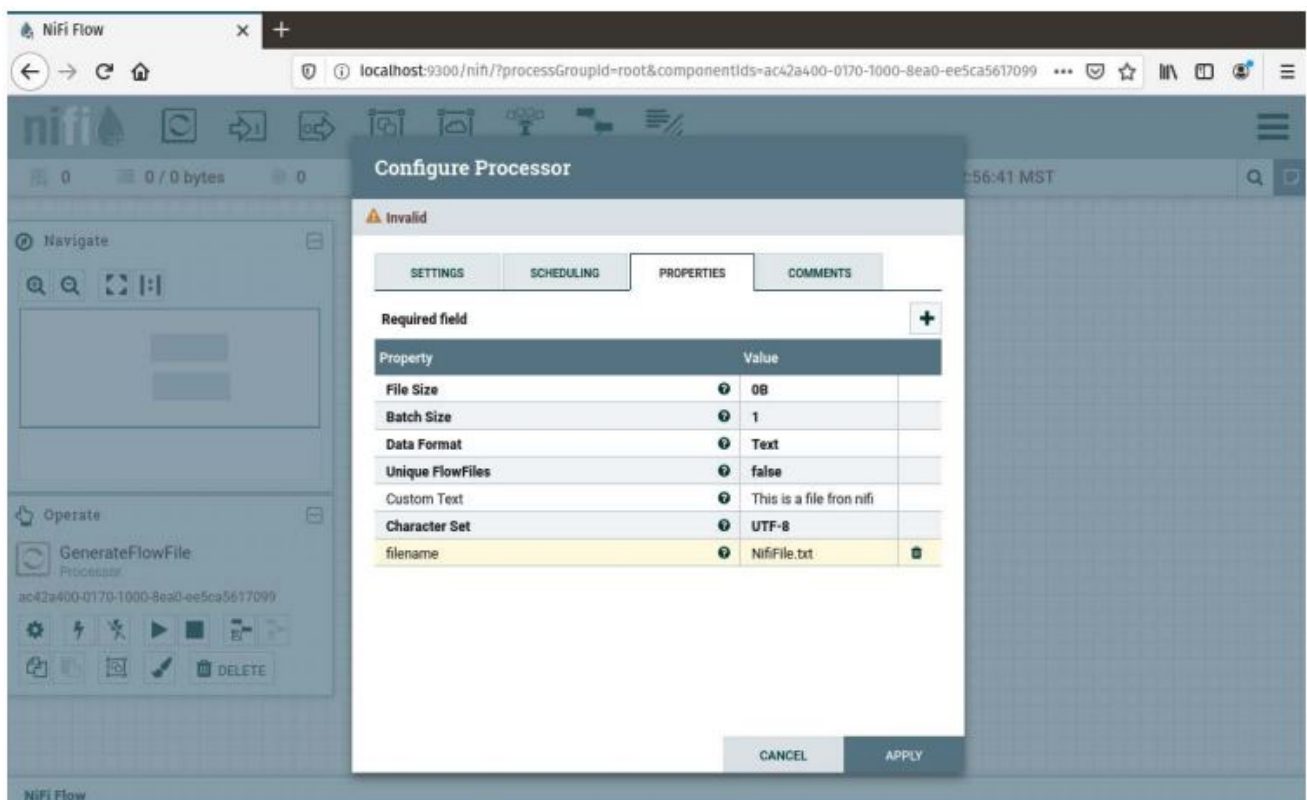 NiFi Flow
localhost:9300/nifi/?processGroupId=root&componentIds=ac42a400-0170-1000-8ea0-ee5ca5617099
nifi
0 0 / 0 bytes 0 :56:41 MST
Configure Processor
Invalid
SETTINGS SCHEDULING PROPERTIES COMMENTS
Required field
Property Value
File Size 0B
Batch Size 1
Data Format Text
Unique FlowFiles false
Custom Text This is a file fron nifi
Character Set UTF-8
filename NifiFile.txt
CANCEL APPLY
Navigate
Operate
GenerateFlowFile
Processor
ac42a400-0170-1000-8ea0-ee5ca5617099
DELETE
NiFi Flow